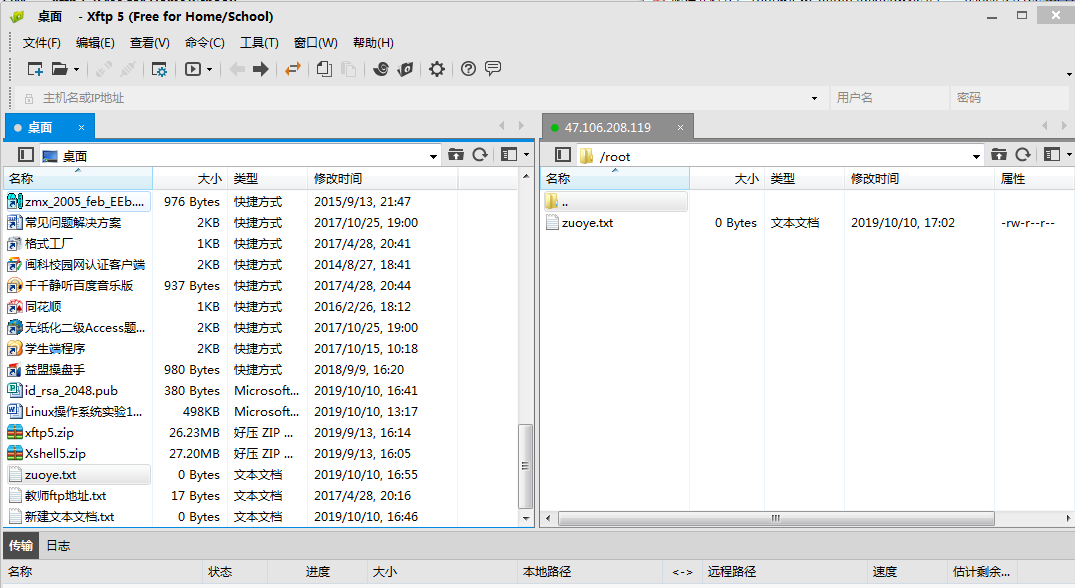 桌面 - Xftp 5 (Free for Home/School)
文件(F) 编辑(E) 查看(V) 命令(C) 工具(T) 窗口(W) 帮助(H)
主机名或IP地址 用户名 密码
桌面 × 47.106.208.119 ×
桌面 /root
名称 大小 类型 修改时间 名称 大小 类型 修改时间 属性
zmx_2005_feb_EEb.... 976 Bytes 快捷方式 2015/9/13, 21:47 ..
常见问题解决方案 2KB 快捷方式 2017/10/25, 19:00 zuoye.txt 0 Bytes 文本文档 2019/10/10, 17:02 -rw-r--r--
格式工厂 1KB 快捷方式 2017/4/28, 20:41
闽科校园网认证客户端 2KB 快捷方式 2014/8/27, 18:41
千千静听百度音乐版 937 Bytes 快捷方式 2017/4/28, 20:44
同花顺 1KB 快捷方式 2016/2/26, 18:12
无纸化二级Access题... 2KB 快捷方式 2017/10/25, 19:00
学生端程序 2KB 快捷方式 2017/10/15, 10:18
益盟操盘手 980 Bytes 快捷方式 2018/9/9, 16:20
id_rsa_2048.pub 380 Bytes Microsoft... 2019/10/10, 16:41
Linux操作系统实验1... 498KB Microsoft... 2019/10/10, 13:17
xftp5.zip 26.23MB 好压 ZIP ... 2019/9/13, 16:14
Xshell5.zip 27.20MB 好压 ZIP ... 2019/9/13, 16:05
zuoye.txt 0 Bytes 文本文档 2019/10/10, 16:55
教师ftp地址.txt 17 Bytes 文本文档 2017/4/28, 20:16
新建文本文档.txt 0 Bytes 文本文档 2019/10/10, 16:46
传输 日志
名称 状态 进度 大小 本地路径 <-> 远程路径 速度 估计剩余...